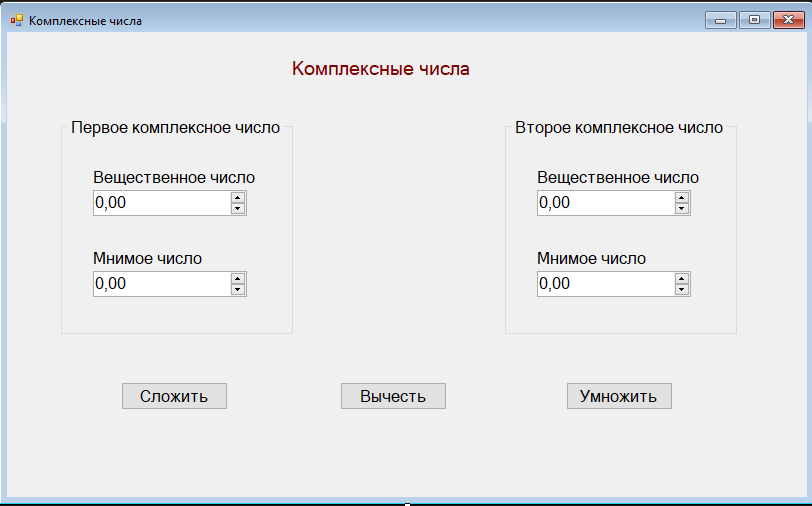 Комплексные числа
Комплексные числа
Первое комплексное число
Вещественное число
0,00
Мнимое число
0,00
Второе комплексное число
Вещественное число
0,00
Мнимое число
0,00
Сложить
Вычесть
Умножить